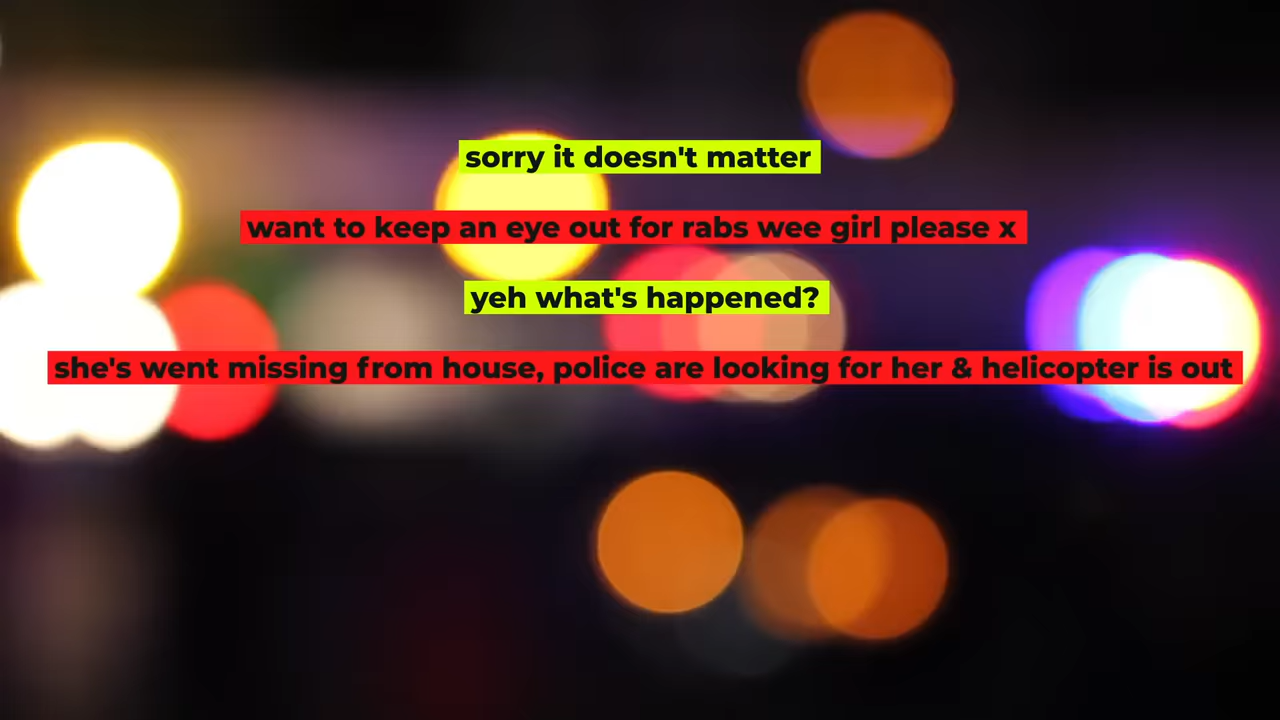 sorry it doesn't matter
want to keep an eye out for rabs wee girl please x
yeh what's happened?
she's went missing from house, police are looking for her & helicopter is out